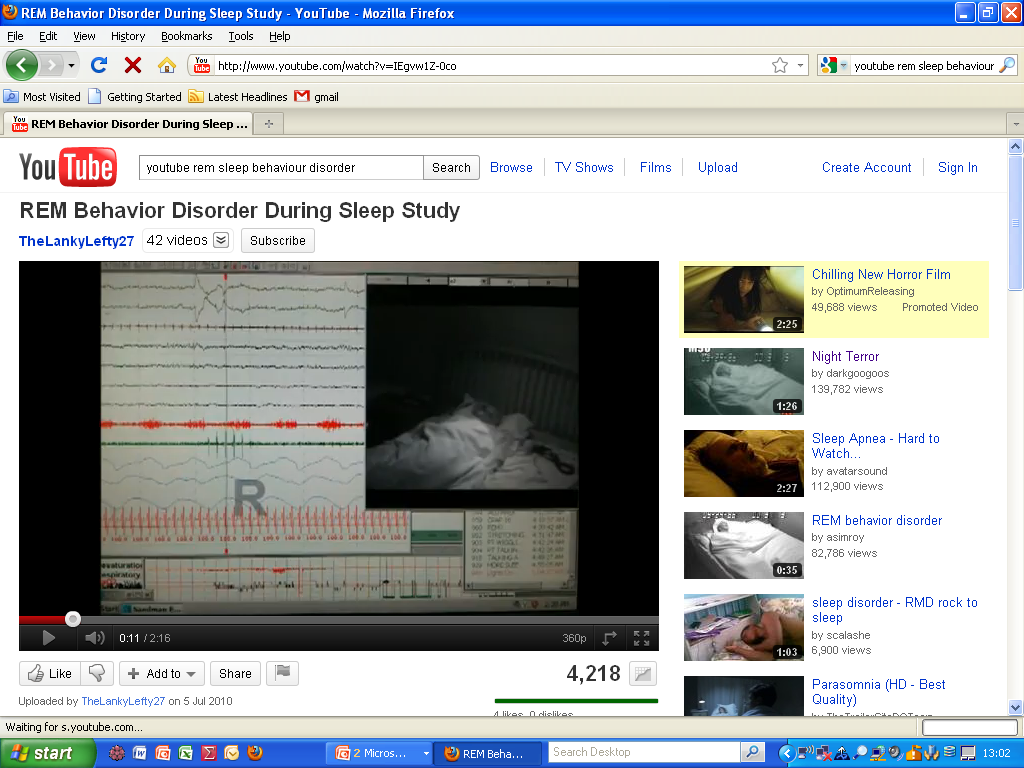 REM Behavior Disorder During Sleep Study - YouTube - Mozilla Firefox
File Edit View History Bookmarks Tools Help
http://www.youtube.com/watch?v=IEgvw1Z-0co
youtube rem sleep behaviour
Most Visited Getting Started Latest Headlines gmail
REM Behavior Disorder During Sleep ...
YouTube
youtube rem sleep behaviour disorder
Search
Browse TV Shows Films Upload Create Account Sign In
REM Behavior Disorder During Sleep Study
TheLankyLefty27 42 videos Subscribe
R
0:11 / 2:16 360p
Like Add to Share 4,218
Uploaded by TheLankyLefty27 on 5 Jul 2010
4 likes, 0 dislikes
2:25
Chilling New Horror Film
by OptimumReleasing
49,688 views Promoted Video
1:26
Night Terror
by darkgoogoos
139,782 views
2:27
Sleep Apnea - Hard to
Watch...
by avatarsound
112,900 views
0:35
REM behavior disorder
by asimroy
82,786 views
1:03
sleep disorder - RMD rock to
sleep
by scalashe
6,900 views
Parasomnia (HD - Best
Quality)
Waiting for s.youtube.com...
start
2 Micros...
REM Beha...
Search Desktop
13:02